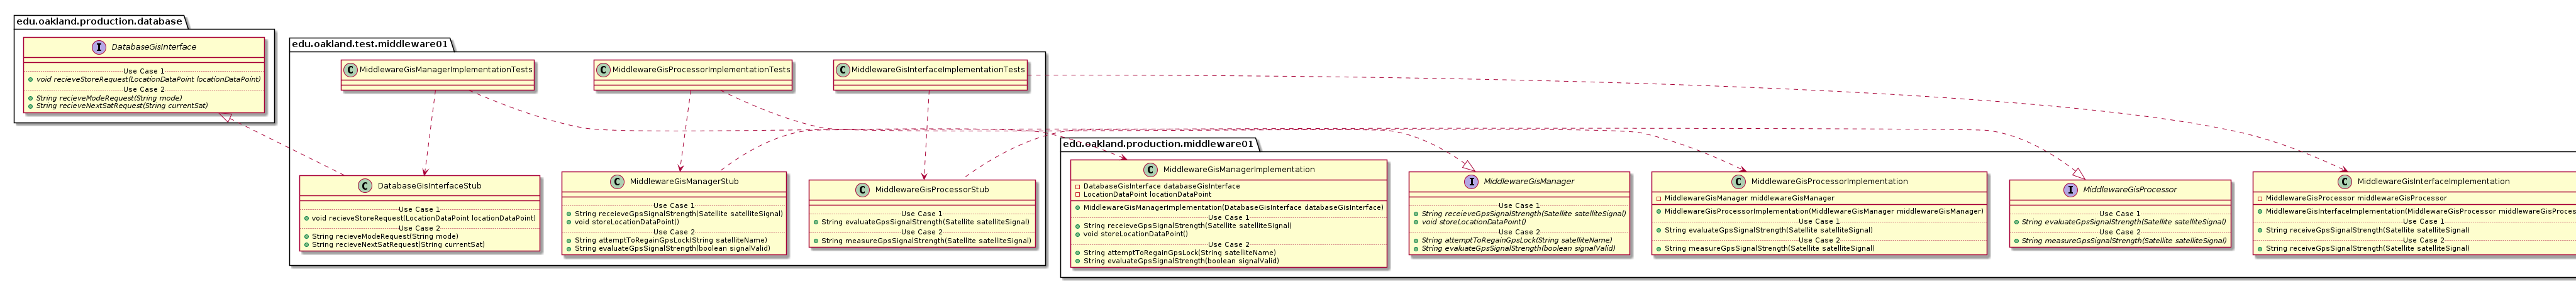 edu.oakland.production.database
I DatabaseGisInterface
Use Case 1
void recieveStoreRequest(LocationDataPoint locationDataPoint)
Use Case 2
String recieveModeRequest(String mode)
String recieveNextSatRequest(String currentSat)
edu.oakland.test.middleware01
C MiddlewareGisManagerImplementationTests
C MiddlewareGisProcessorImplementationTests
C MiddlewareGisInterfaceImplementationTests
C DatabaseGisInterfaceStub
Use Case 1
void recieveStoreRequest(LocationDataPoint locationDataPoint)
Use Case 2
String recieveModeRequest(String mode)
String recieveNextSatRequest(String currentSat)
C MiddlewareGisManagerStub
Use Case 1
String receieveGpsSignalStrength(Satellite satelliteSignal)
void storeLocationDataPoint()
Use Case 2
String attemptToRegainGpsLock(String satelliteName)
String evaluateGpsSignalStrength(boolean signalValid)
C MiddlewareGisProcessorStub
Use Case 1
String evaluateGpsSignalStrength(Satellite satelliteSignal)
Use Case 2
String measureGpsSignalStrength(Satellite satelliteSignal)
edu.oakland.production.middleware01
C MiddlewareGisManagerImplementation
DatabaseGisInterface databaseGisInterface
LocationDataPoint locationDataPoint
MiddlewareGisManagerImplementation(DatabaseGisInterface databaseGisInterface)
Use Case 1
String receieveGpsSignalStrength(Satellite satelliteSignal)
void storeLocationDataPoint()
Use Case 2
String attemptToRegainGpsLock(String satelliteName)
String evaluateGpsSignalStrength(boolean signalValid)
I MiddlewareGisManager
Use Case 1
String receieveGpsSignalStrength(Satellite satelliteSignal)
void storeLocationDataPoint()
Use Case 2
String attemptToRegainGpsLock(String satelliteName)
String evaluateGpsSignalStrength(boolean signalValid)
C MiddlewareGisProcessorImplementation
MiddlewareGisManager middlewareGisManager
MiddlewareGisProcessorImplementation(MiddlewareGisManager middlewareGisManager)
Use Case 1
String evaluateGpsSignalStrength(Satellite satelliteSignal)
Use Case 2
String measureGpsSignalStrength(Satellite satelliteSignal)
I MiddlewareGisProcessor
Use Case 1
String evaluateGpsSignalStrength(Satellite satelliteSignal)
Use Case 2
String measureGpsSignalStrength(Satellite satelliteSignal)
C MiddlewareGisInterfaceImplementation
MiddlewareGisProcessor middlewareGisProcessor
MiddlewareGisInterfaceImplementation(MiddlewareGisProcessor middlewareGisProces
Use Case 1
String receiveGpsSignalStrength(Satellite satelliteSignal)
Use Case 2
String receiveGpsSignalStrength(Satellite satelliteSignal)